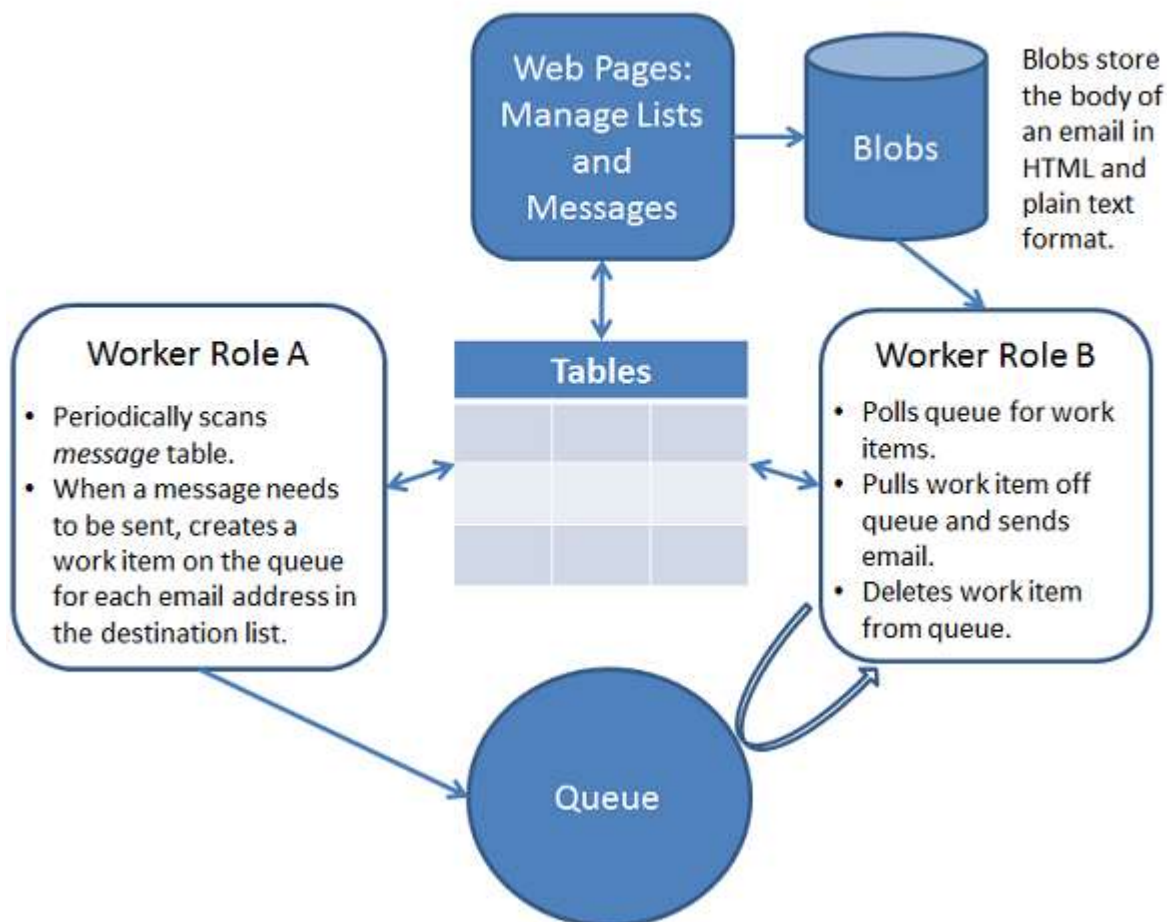 Web Pages:
Manage Lists
and
Messages
Blobs
Blobs store
the body of
an email in
HTML and
plain text
format.
Worker Role A
• Periodically scans
message table.
• When a message needs
to be sent, creates a
work item on the queue
for each email address in
the destination list.
Tables
Worker Role B
• Polls queue for work
items.
• Pulls work item off
queue and sends
email.
• Deletes work item
from queue.
Queue